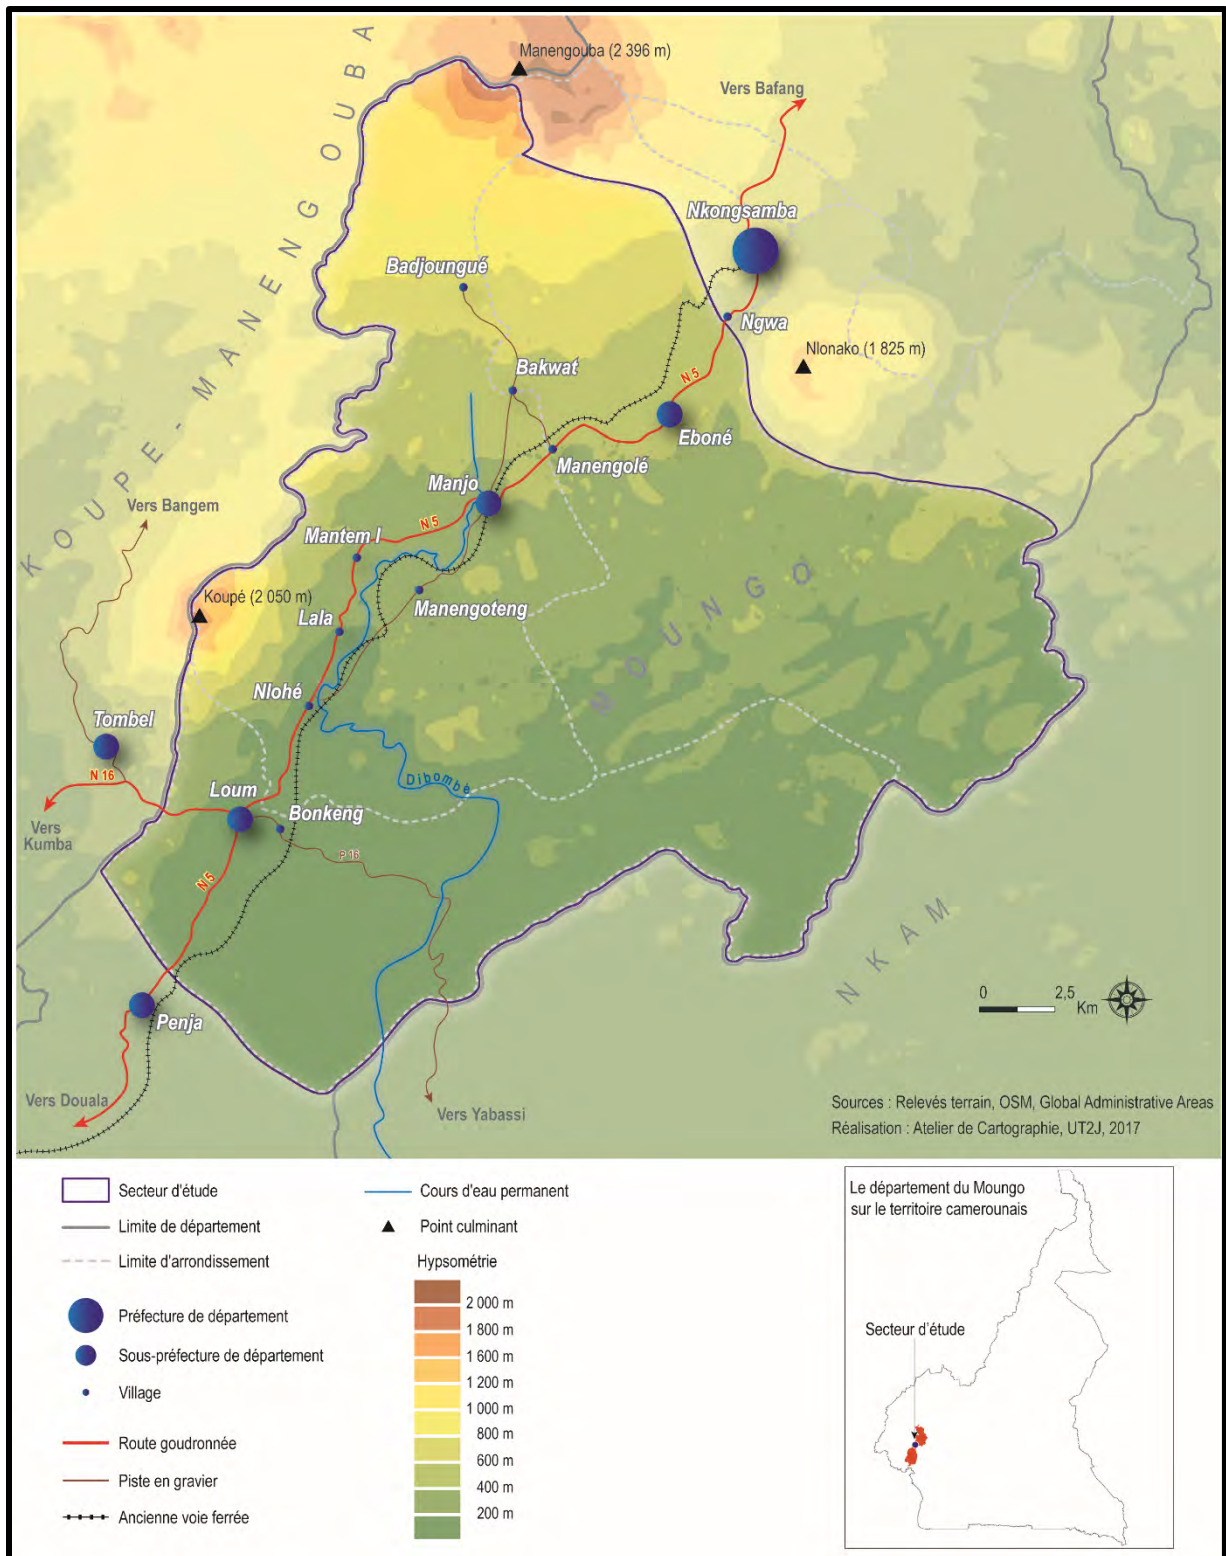 Manengouba (2 396 m)
Vers Bafang
KOUPE-MANENGOUBA
Nkongsamba
Badjoungué
Ngwa
Nlonako (1 825 m)
Bakwat
N 5
Eboné
Manengolé
Manjo
Vers Bangem
N 5
Mantem I
MOUNGO
Koupé (2 050 m)
Manengoteng
Lala
Nlohé
Tombel
N 16
Dibombé
Loum
Bonkeng
Vers
Kumba
P 16
N 5
NKAM
0 2,5
Km
Penja
Vers Douala
Vers Yabassi
Sources : Relevés terrain, OSM, Global Administrative Areas
Réalisation : Atelier de Cartographie, UT2J, 2017
Secteur d'étude
Limite de département
Limite d'arrondissement
Préfecture de département
Sous-préfecture de département
Village
Route goudronnée
Piste en gravier
Ancienne voie ferrée
Cours d'eau permanent
Point culminant
Hypsométrie
2 000 m
1 800 m
1 600 m
1 200 m
1 000 m
800 m
600 m
400 m
200 m
Le département du Moungo
sur le territoire camerounais
Secteur d'étude